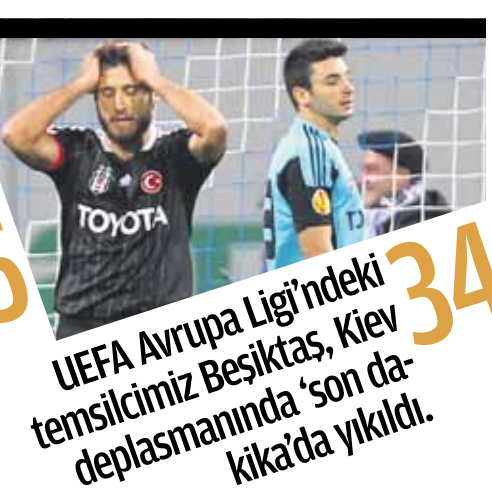 TOYOTA
34
UEFA Avrupa Ligi’ndeki
temsilcimiz Beşiktaş, Kiev
deplasmanında ‘son da-
kika’da yıkıldı.